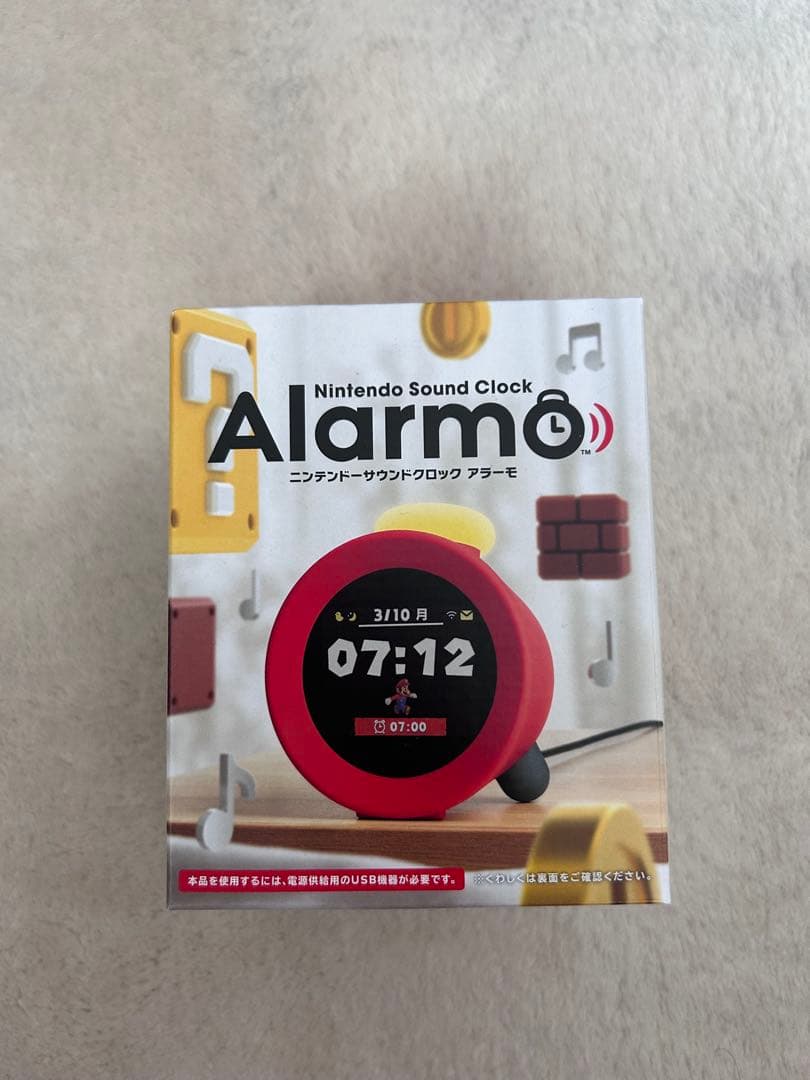 Nintendo Sound Clock
Alarmo
TM
ニンテンドーサウンドクロック アラーモ
3/10 月
07:12
07:00
本品を使用するには、電源供給用のUSB機器が必要です。 ※くわしくは裏面をご確認ください。